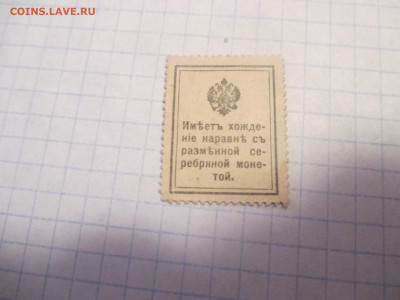 COINS.LAVE.RU
Имѣетъ хожде-
ніе наравнѣ съ
размѣнной се-
ребряной моне-
той.